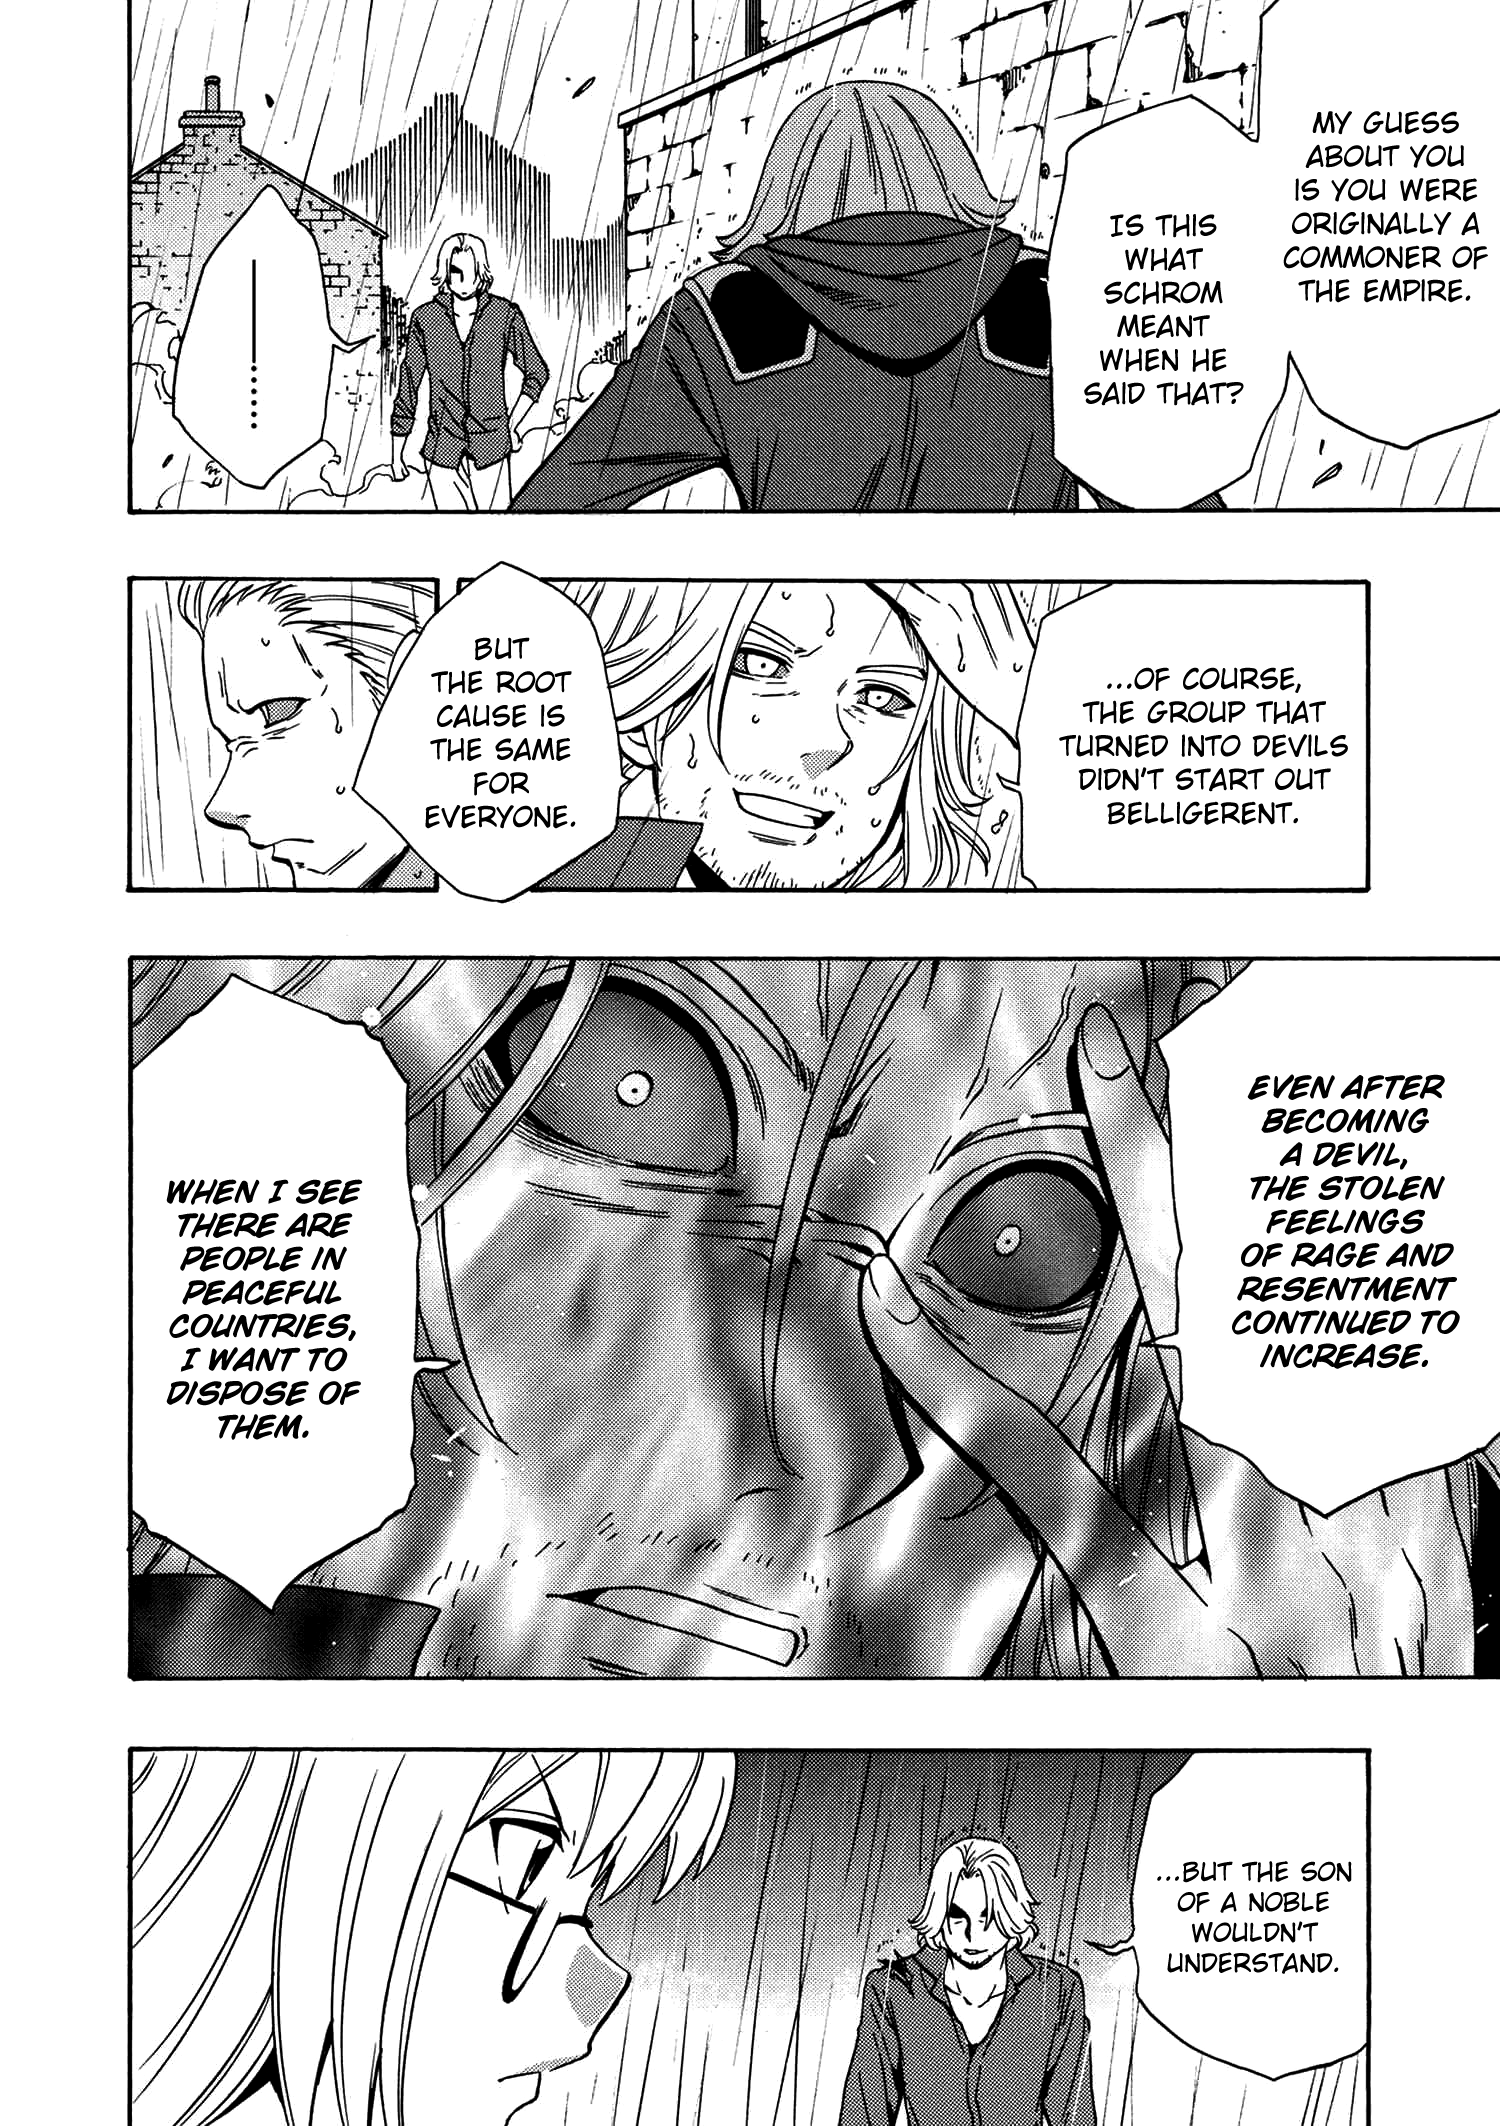 MY GUESS
ABOUT YOU
IS YOU WERE
ORIGINALLY A
COMMONER OF
THE EMPIRE.
IS THIS
WHAT
SCHROM
MEANT
WHEN HE
SAID THAT?
...OF COURSE,
THE GROUP THAT
TURNED INTO DEVILS
DIDN'T START OUT
BELLIGERENT.
BUT
THE ROOT
CAUSE IS
THE SAME
FOR
EVERYONE.
EVEN AFTER
BECOMING
A DEVIL,
THE STOLEN
FEELINGS
OF RAGE AND
RESENTMENT
CONTINUED TO
INCREASE.
WHEN I SEE
THERE ARE
PEOPLE IN
PEACEFUL
COUNTRIES,
I WANT TO
DISPOSE OF
THEM.
...BUT THE SON
OF A NOBLE
WOULDN'T
UNDERSTAND.